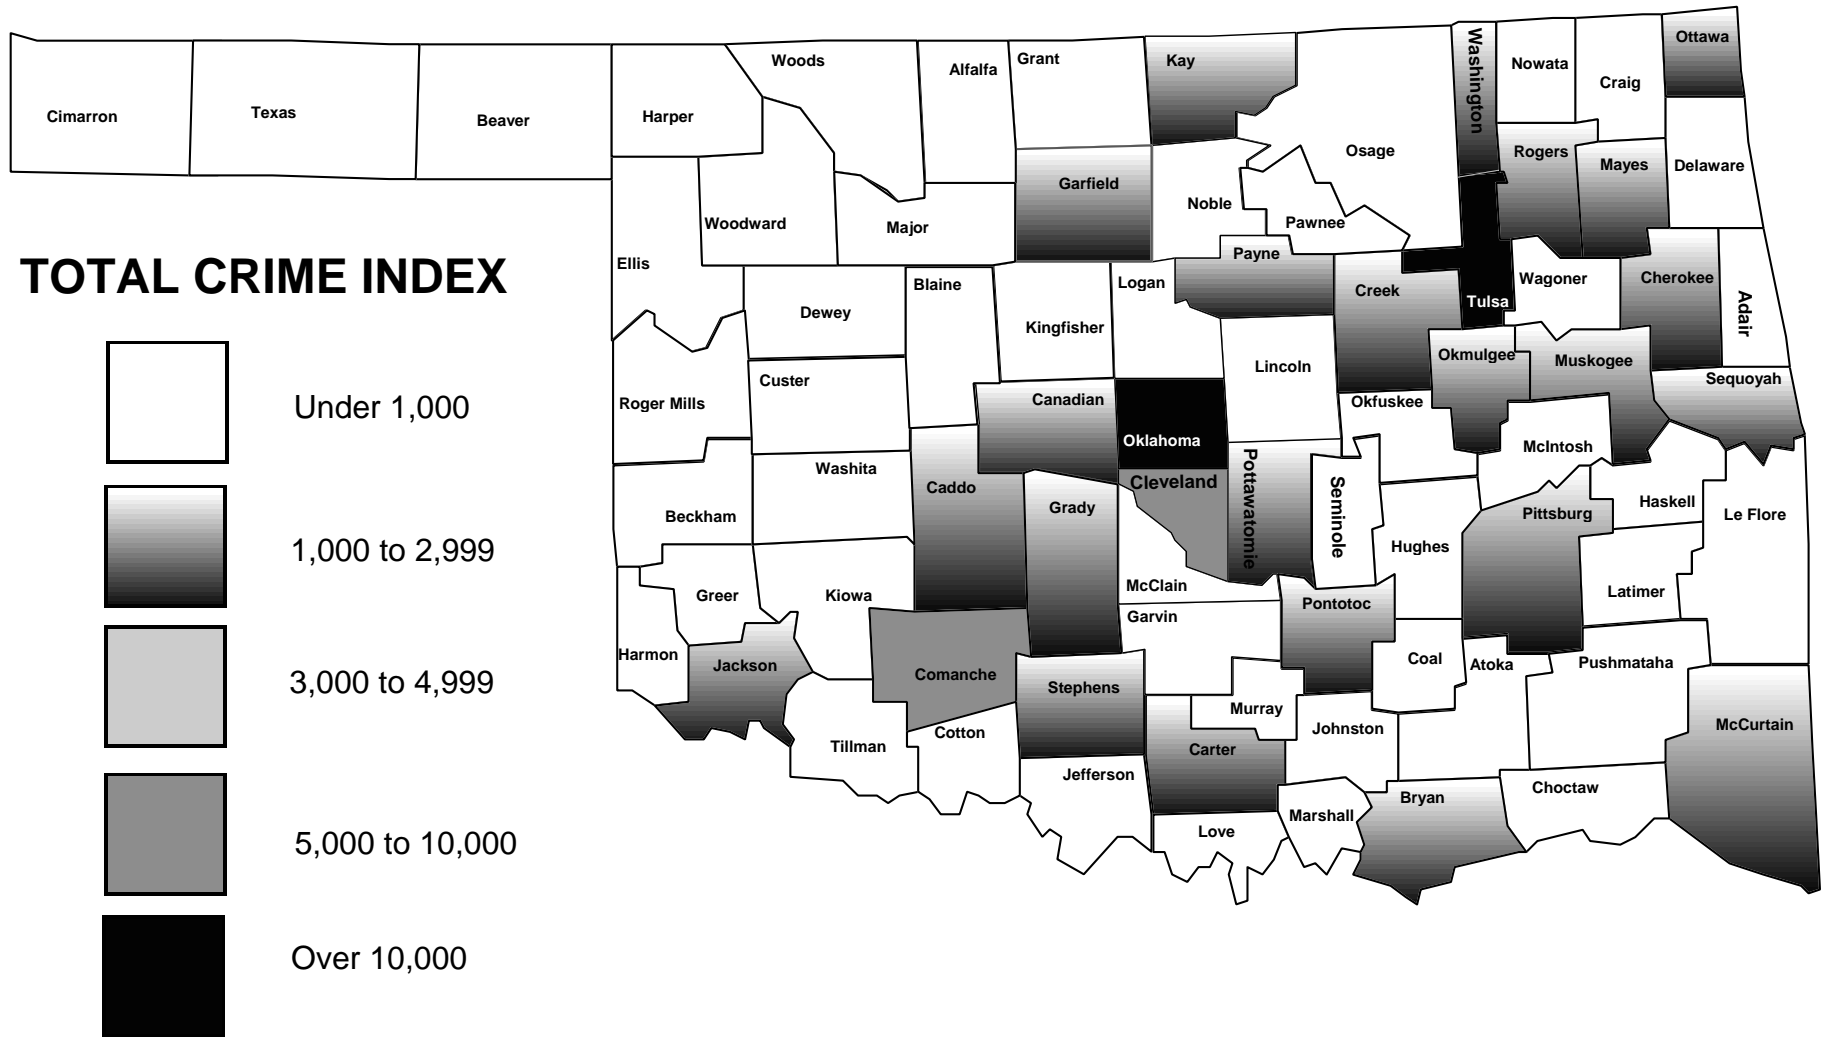 Ottawa
Washington
Kay
Grant
Woods
Alfalfa
Nowata
Craig
Cimarron
Texas
Beaver
Harper
Osage
Rogers
Mayes
Delaware
Garfield
Noble
Pawnee
Woodward
Major
Payne
Ellis
TOTAL CRIME INDEX
Logan
Blaine
Creek
Wagoner
Cherokee
Adair
Tulsa
Dewey
Kingfisher
Okmulgee
Muskogee
Lincoln
Sequoyah
Custer
Roger Mills
Canadian
Okfuskee
Under 1,000
Oklahoma
McIntosh
Washita
Caddo
Cleveland
Pottawatomie
Seminole
Grady
Beckham
Haskell
Pittsburg
Le Flore
1,000 to 2,999
Hughes
McClain
Latimer
Greer
Kiowa
Pontotoc
Garvin
Harmon
Jackson
Coal
Atoka
Pushmataha
Comanche
3,000 to 4,999
Stephens
Murray
Johnston
McCurtain
Cotton
Tillman
Carter
Jefferson
Choctaw
Bryan
Marshall
Love
5,000 to 10,000
Over 10,000